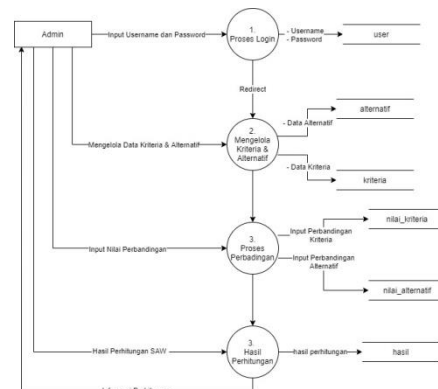 Admin
Input Username dan Password
1.
Proses Login
- Username
- Password
user
Redirect
alternatif
- Data Alternatif
2.
Mengelola
Kriteria &
Alternatif
Mengelola Data Kriteria & Alternatif
- Data Kriteria
kriteria
nilai_kriteria
Input Perbandingan
Kriteria
3.
Proses
Perbadingan
Input Nilai Perbandingan
Input Perbandingan
Alternatif
nilai_alternatif
3.
Hasil
Perhitungan
Hasil Perhitungan SAW
hasil perhitungan
hasil